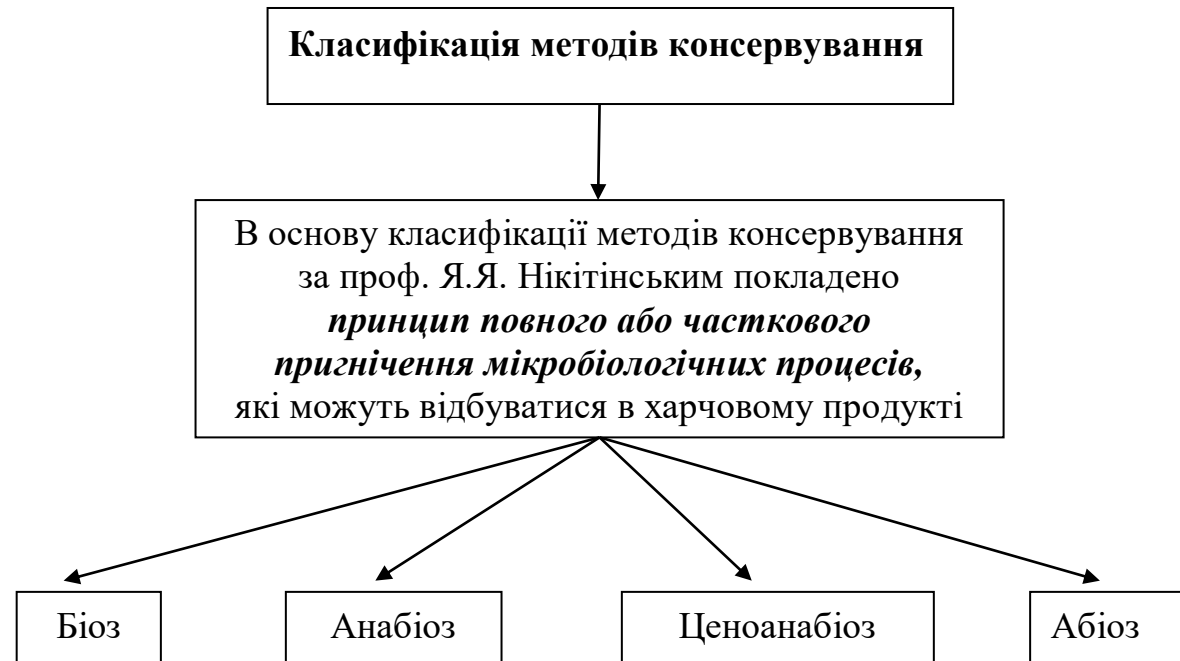 Класифікація методів консервування
В основу класифікації методів консервування
за проф. Я.Я. Нікітінським покладено
принцип повного або часткового
пригнічення мікробіологічних процесів,
які можуть відбуватися в харчовому продукті
Біоз
Анабіоз
Ценоанабіоз
Абіоз